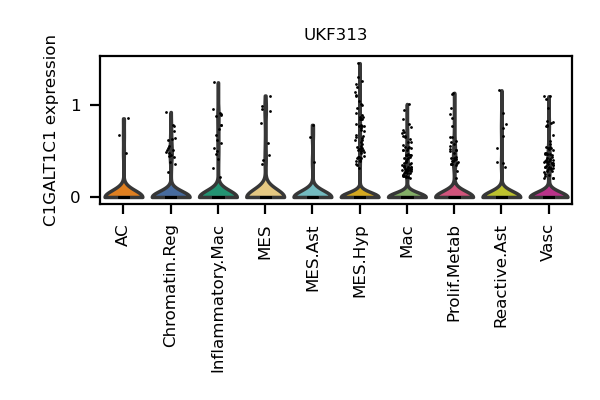 UKF313
C1GALT1C1 expression
1
0
AC
Chromatin.Reg
Inflammatory.Mac
MES
MES.Ast
MES.Hyp
Mac
Prolif.Metab
Reactive.Ast
Vasc